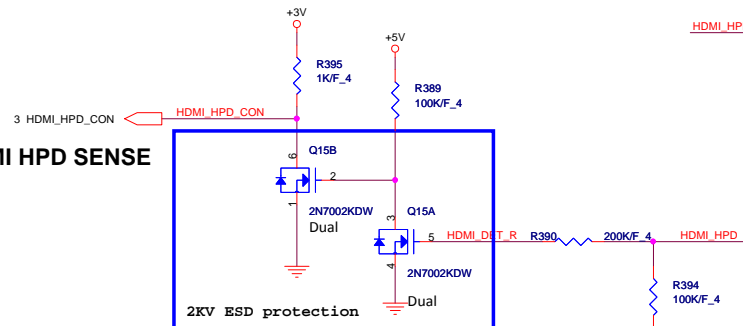 +3V
HDMI_HP
+5V
R395
1K/F_4
R389
100K/F_4
3 HDMI_HPD_CON
HDMI_HPD_CON
MI HPD SENSE
Q15B
6
2
1
2N7002KDW
Dual
Q15A
3
5
4
HDMI_DET_R
R390
200K/F_4
HDMI_HPD
2N7002KDW
Dual
R394
100K/F_4
2KV ESD protection